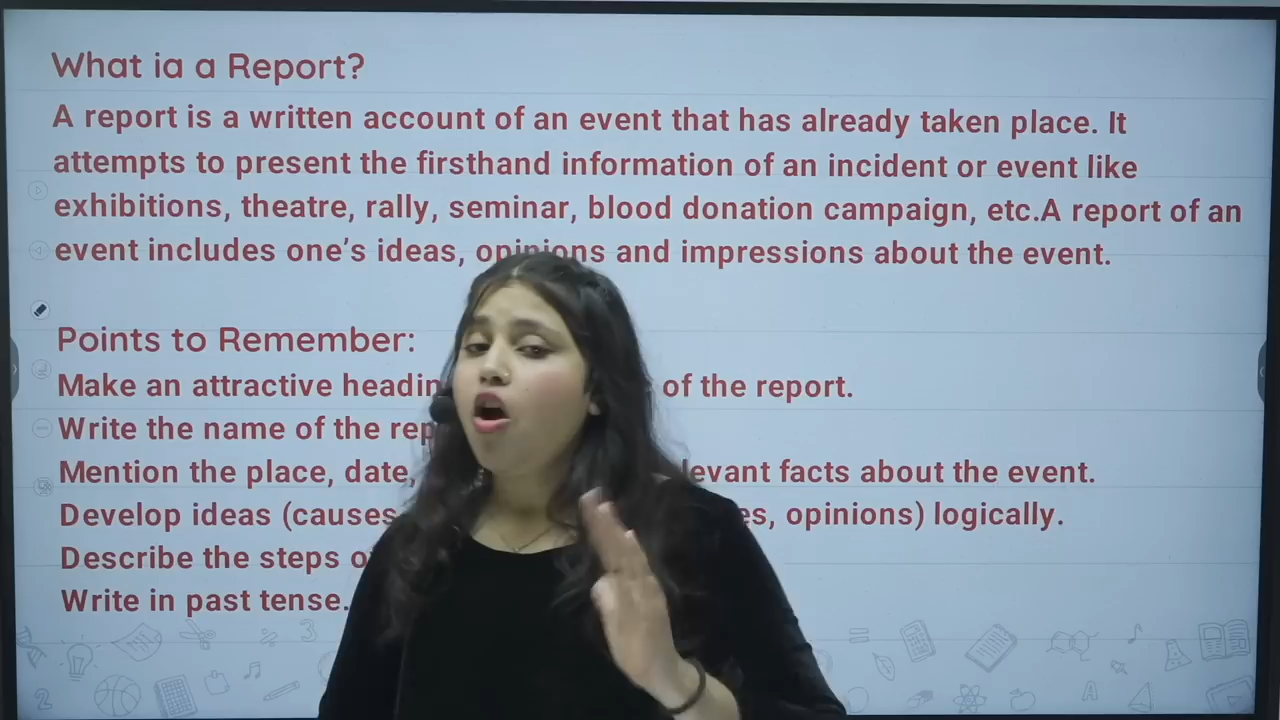 What ia a Report?
A report is a written account of an event that has already taken place. It
attempts to present the firsthand information of an incident or event like
exhibitions, theatre, rally, seminar, blood donation campaign, etc.A report of an
event includes one's ideas, opinions and impressions about the event.
Points to Remember:
Make an attractive of the report.
Write the name of the
Mention the place, date, facts about the event.
Develop ideas (causes opinions) logically.
Describe the steps
Write in past tense.